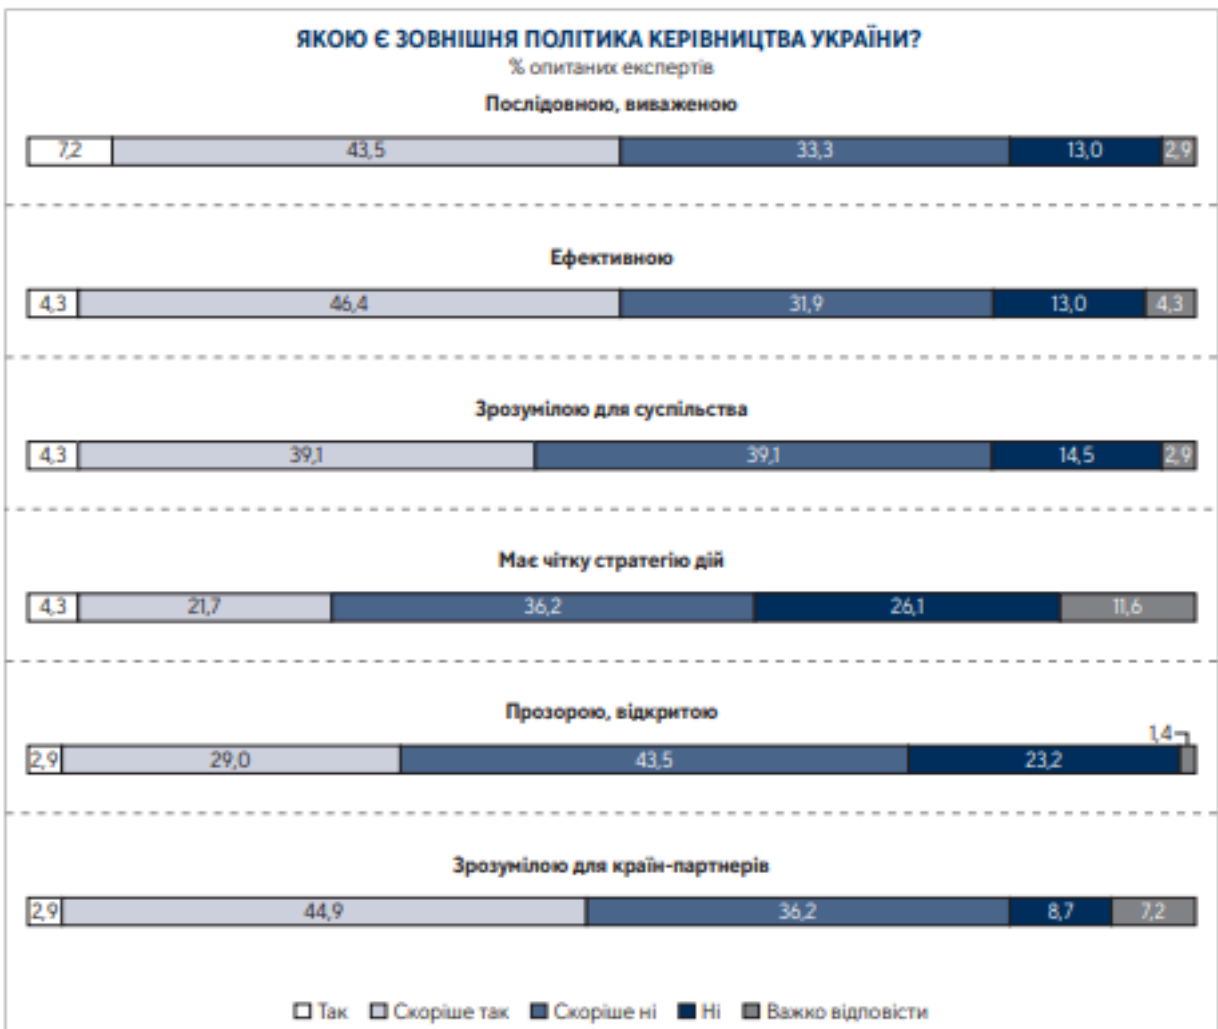 ЯКОЮ Є ЗОВНІШНЯ ПОЛІТИКА КЕРІВНИЦТВА УКРАЇНИ?
% опитаних експертів
Послідовною, виваженою
7,2 43,5 33,3 13,0 2,9
Ефективною
4,3 46,4 31,9 13,0 4,3
Зрозумілою для суспільства
4,3 39,1 39,1 14,5 2,9
Має чітку стратегію дій
4,3 21,7 36,2 26,1 11,6
Прозорою, відкритою
1,4
2,9 29,0 43,5 23,2
Зрозумілою для країн-партнерів
2,9 44,9 36,2 8,7 7,2
Так Скоріше так Скоріше ні Ні Важко відповісти